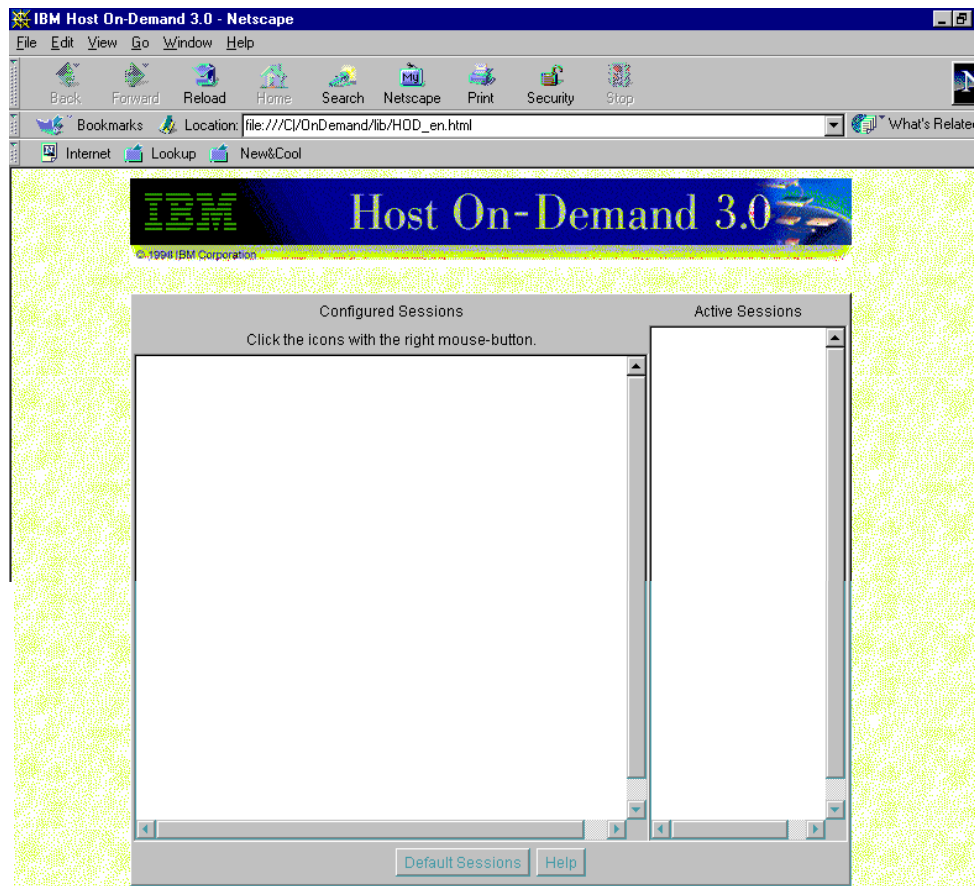 IBM Host On-Demand 3.0 - Netscape
File Edit View Go Window Help
Back Forward Reload Home Search Netscape Print Security Stop
Bookmarks Location: file:///C|/OnDemand/lib/HOD_en.html What's Related
Internet Lookup New&Cool
IBM Host On-Demand 3.0
© 1998 IBM Corporation
Configured Sessions Active Sessions
Click the icons with the right mouse-button.
Default Sessions Help